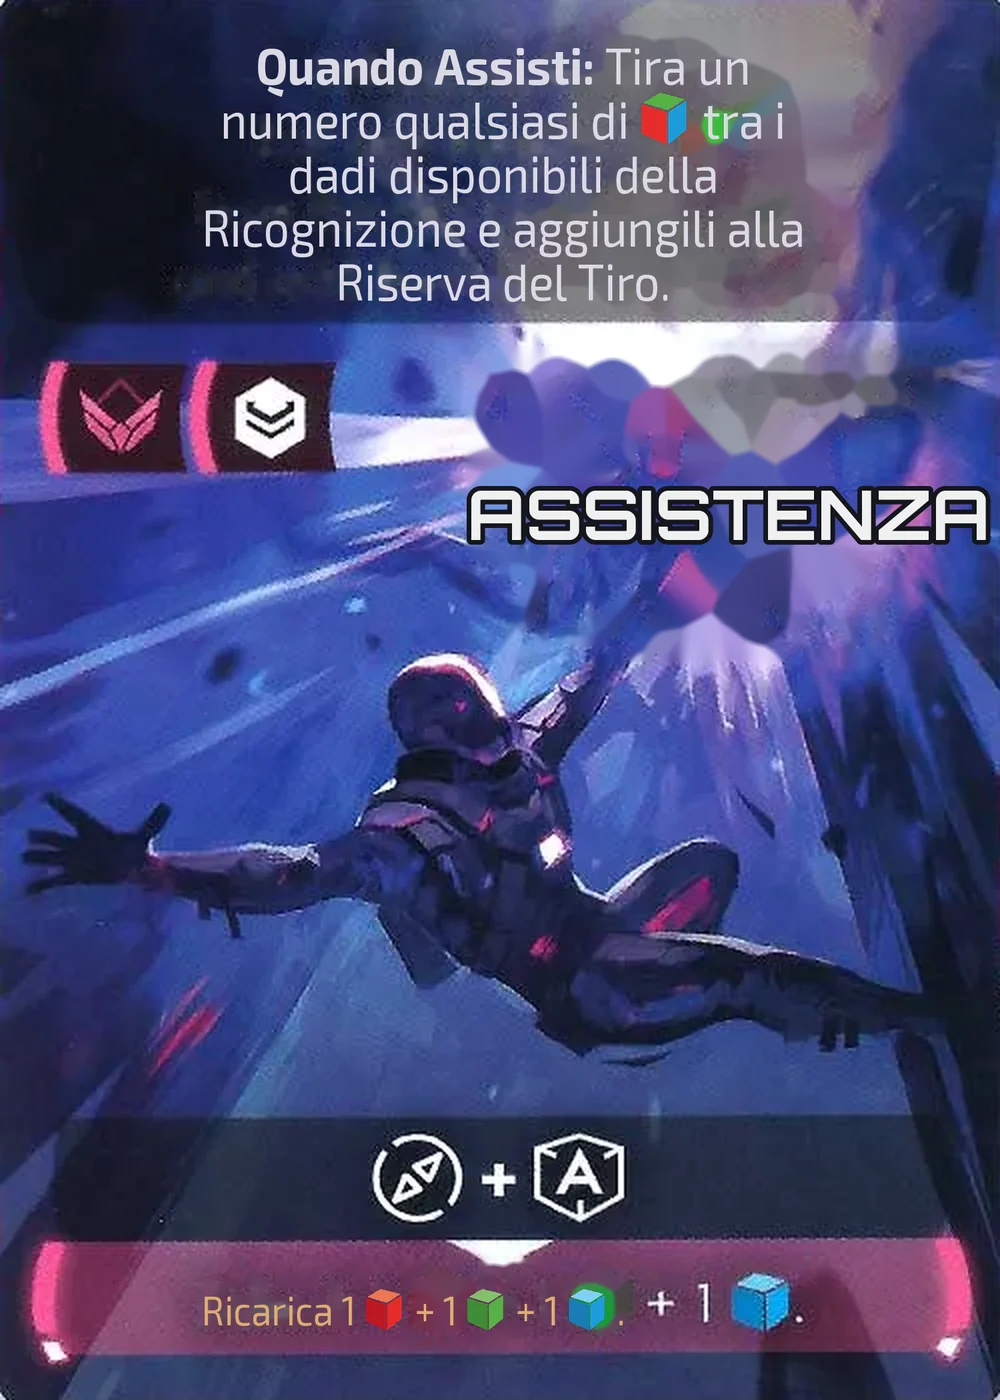 Quando Assisti: Tira un
numero qualsiasi di tra i
dadi disponibili della
Ricognizione e aggiungili alla
Riserva del Tiro.
ASSISTENZA
+ A
Ricarica 1 + 1 + 1 . + 1 .